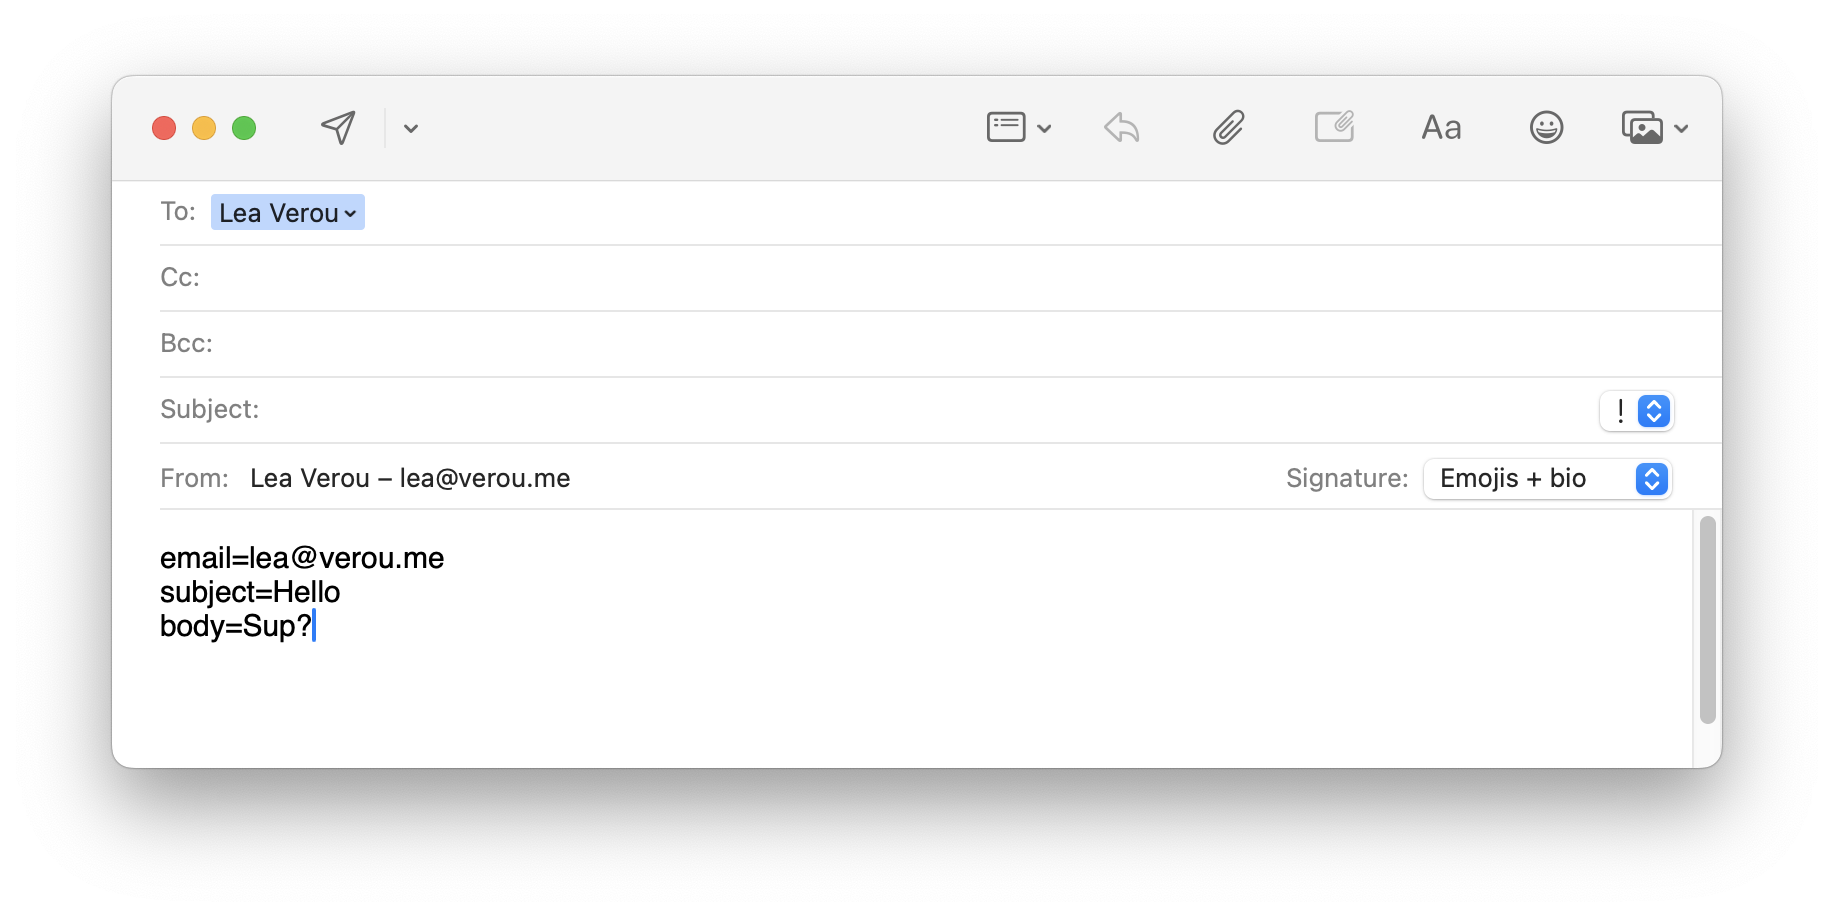 Aa
To: Lea Verou
Cc:
Bcc:
Subject: !
From: Lea Verou – lea@verou.me Signature: Emojis + bio
email=lea@verou.me
subject=Hello
body=Sup?